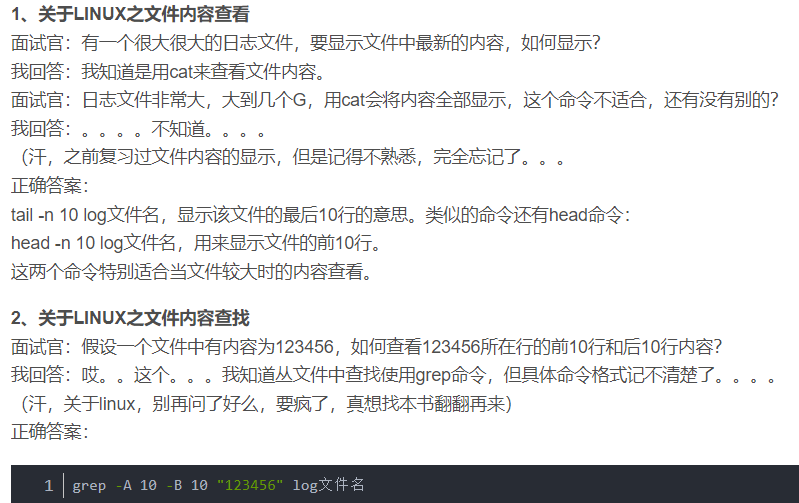 1、关于LINUX之文件内容查看
面试官：有一个很大很大的日志文件，要显示文件中最新的内容，如何显示？
我回答：我知道是用cat来查看文件内容。
面试官：日志文件非常大，大到几个G，用cat会将内容全部显示，这个命令不适合，还有没有别的？
我回答：。。。。不知道。。。。
（汗，之前复习过文件内容的显示，但是记得不熟悉，完全忘记了。。。
正确答案：
tail -n 10 log文件名，显示该文件的最后10行的意思。类似的命令还有head命令：
head -n 10 log文件名，用来显示文件的前10行。
这两个命令特别适合当文件较大时的内容查看。
2、关于LINUX之文件内容查找
面试官：假设一个文件中有内容为123456，如何查看123456所在行的前10行和后10行内容？
我回答：哎。。这个。。。我知道丛文件中查找使用grep命令，但具体命令格式记不清楚了。。。。
（汗，关于linux，别再问了好么，要疯了，真想找本书翻翻再来）
正确答案：
1 grep -A 10 -B 10 "123456" log文件名